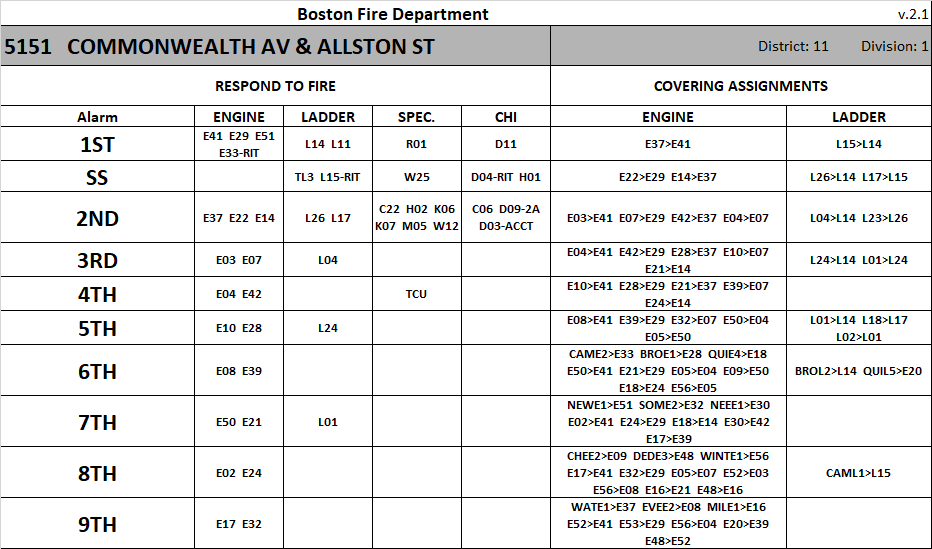 Boston Fire Department v.2.1
5151 COMMONWEALTH AV & ALLSTON ST District: 11 Division: 1
RESPOND TO FIRE COVERING ASSIGNMENTS
Alarm ENGINE LADDER SPEC. CHI ENGINE LADDER
1ST
E41 E29 E51
E33-RIT
L14 L11
R01
D11
E37>E41
L15>L14
SS
TL3 L15-RIT
W25
D04-RIT H01
E22>E29 E14>E37
L26>L14 L17>L15
2ND
E37 E22 E14
L26 L17
C22 H02 K06
K07 M05 W12
C06 D09-2A
D03-ACCT
E03>E41 E07>E29 E42>E37 E04>E07
L04>L14 L23>L26
3RD
E03 E07
L04
E04>E41 E42>E29 E28>E37 E10>E07
E21>E14
L24>L14 L01>L24
4TH
E04 E42
TCU
E10>E41 E28>E29 E21>E37 E39>E07
E24>E14
5TH
E10 E28
L24
E08>E41 E39>E29 E32>E07 E50>E04
E05>E50
L01>L14 L18>L17
L02>L01
6TH
E08 E39
CAME2>E33 BROE1>E28 QUIE4>E18
E50>E41 E21>E29 E05>E04 E09>E50
E18>E24 E56>E05
BROL2>L14 QUIL5>E20
7TH
E50 E21
L01
NEWE1>E51 SOME2>E32 NEEE1>E30
E02>E41 E24>E29 E18>E14 E30>E42
E17>E39
8TH
E02 E24
CHEE2>E09 DEDE3>E48 WINTE1>E56
E17>E41 E32>E29 E05>E07 E52>E03
E56>E08 E16>E21 E48>E16
CAML1>L15
9TH
E17 E32
WATE1>E37 EVEE2>E08 MILE1>E16
E52>E41 E53>E29 E56>E04 E20>E39
E48>E52